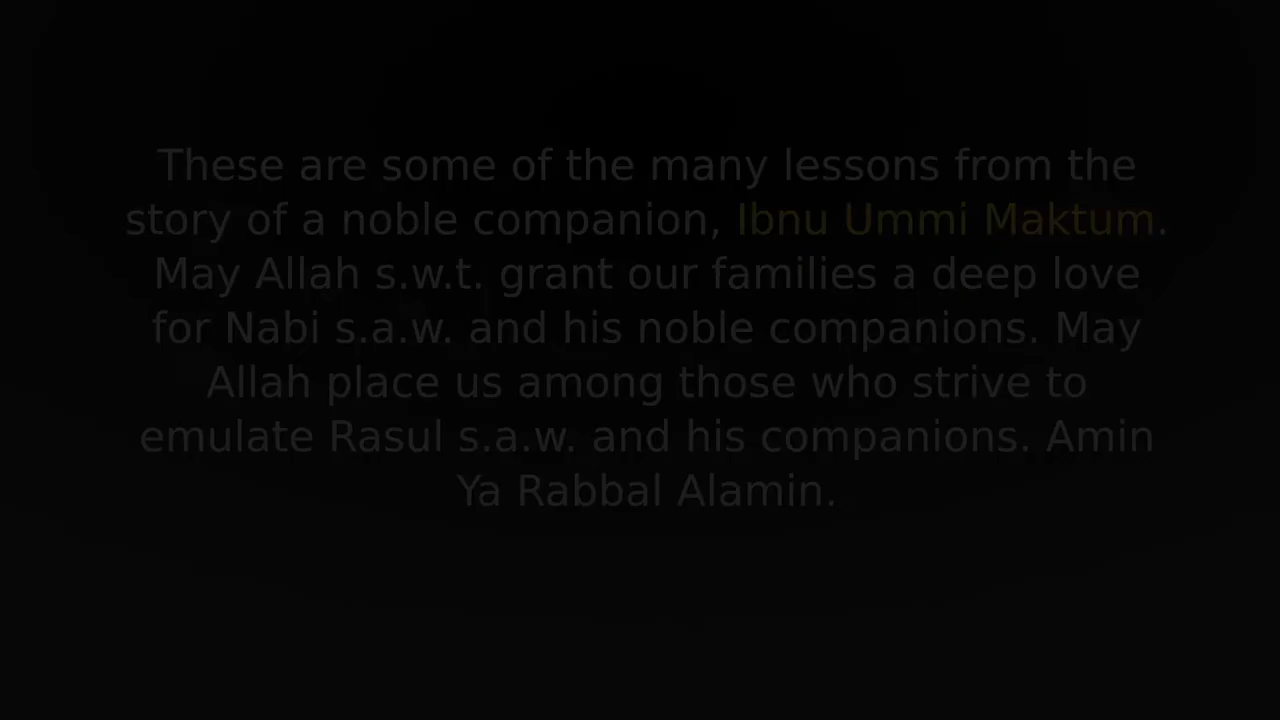 These are some of the many lessons from the
story of a noble companion, Ibnu Ummi Maktum.
May Allah s.w.t. grant our families a deep love
for Nabi s.a.w. and his noble companions. May
Allah place us among those who strive to
emulate Rasul s.a.w. and his companions. Amin
Ya Rabbal Alamin.